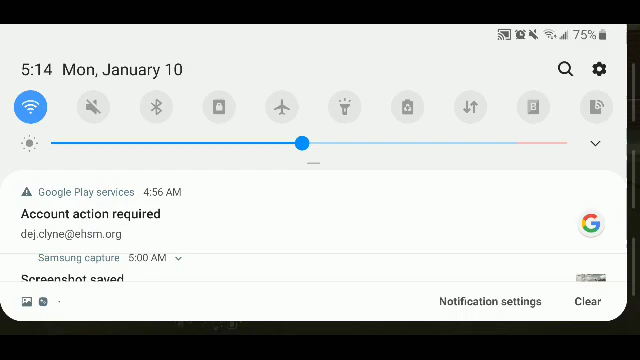 75%
5:14 Mon, January 10
Google Play services 4:56 AM
Account action required
dej.clyne@ehsm.org
Samsung capture 5:00 AM
Screenshot saved
Notification settings Clear